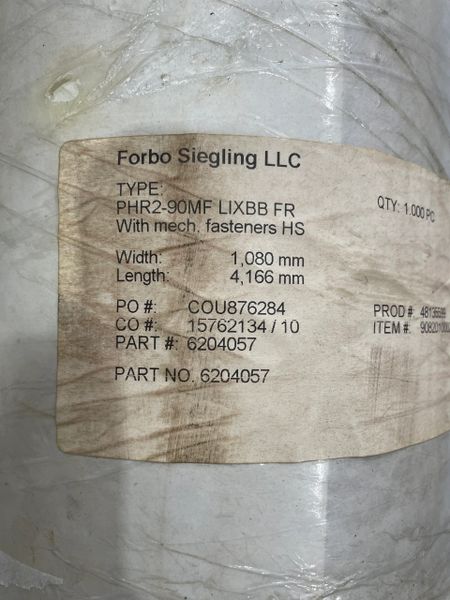 Forbo Siegling LLC
TYPE:
PHR2-90MF LIXBB FR
QTY: 1.000 PC
With mech. fasteners HS
Width: 1,080 mm
Length: 4,166 mm
PO #: COU876284
PROD #:
CO #: 15762134 / 10
ITEM #:
PART #: 6204057
PART NO. 6204057